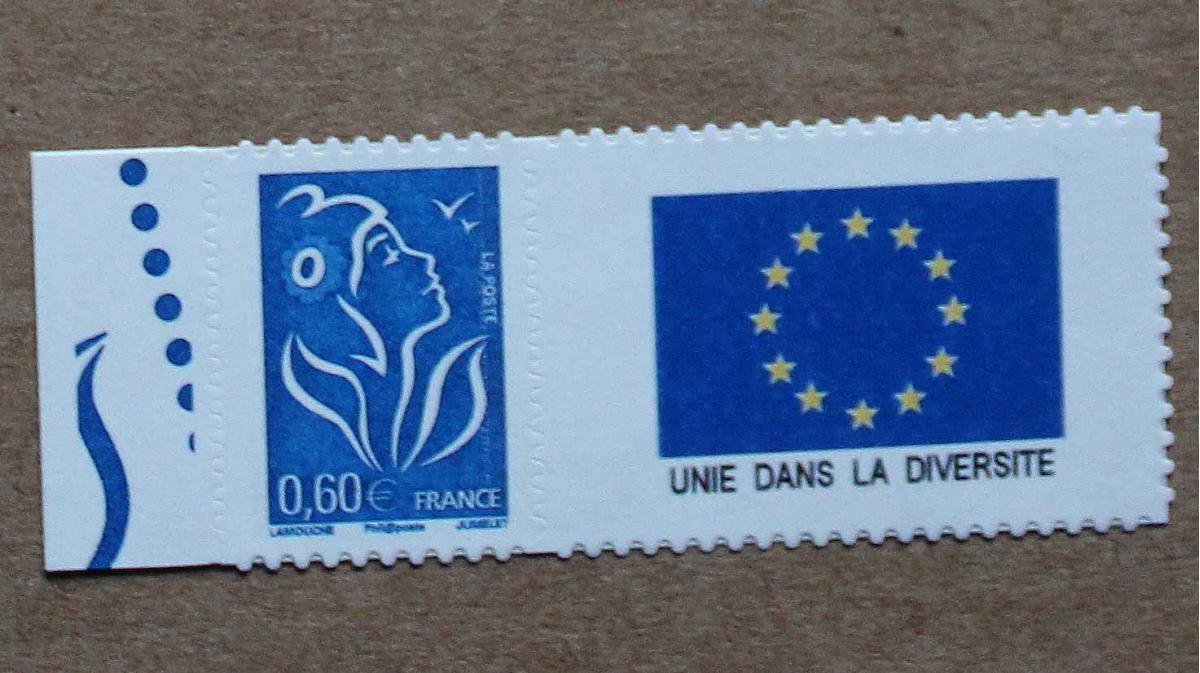 LA POSTE
0,60€ FRANCE
LAMOUCHE Phil@poste JUMELET
UNIE DANS LA DIVERSITE